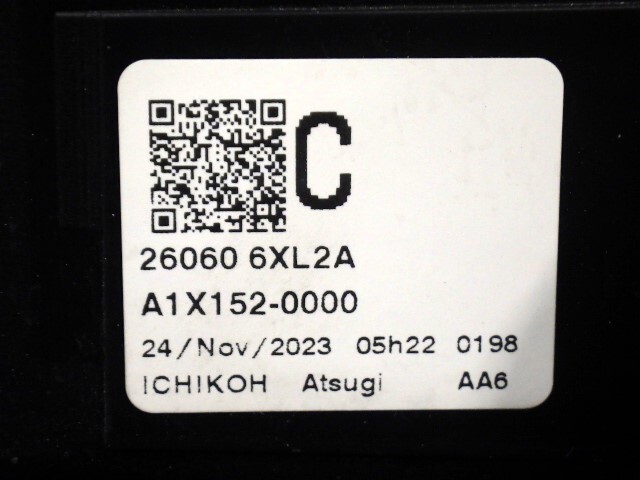 C
26060 6XL2A
A1X152-0000
24/Nov/2023 05h22 0198
ICHIKOH Atsugi AA6